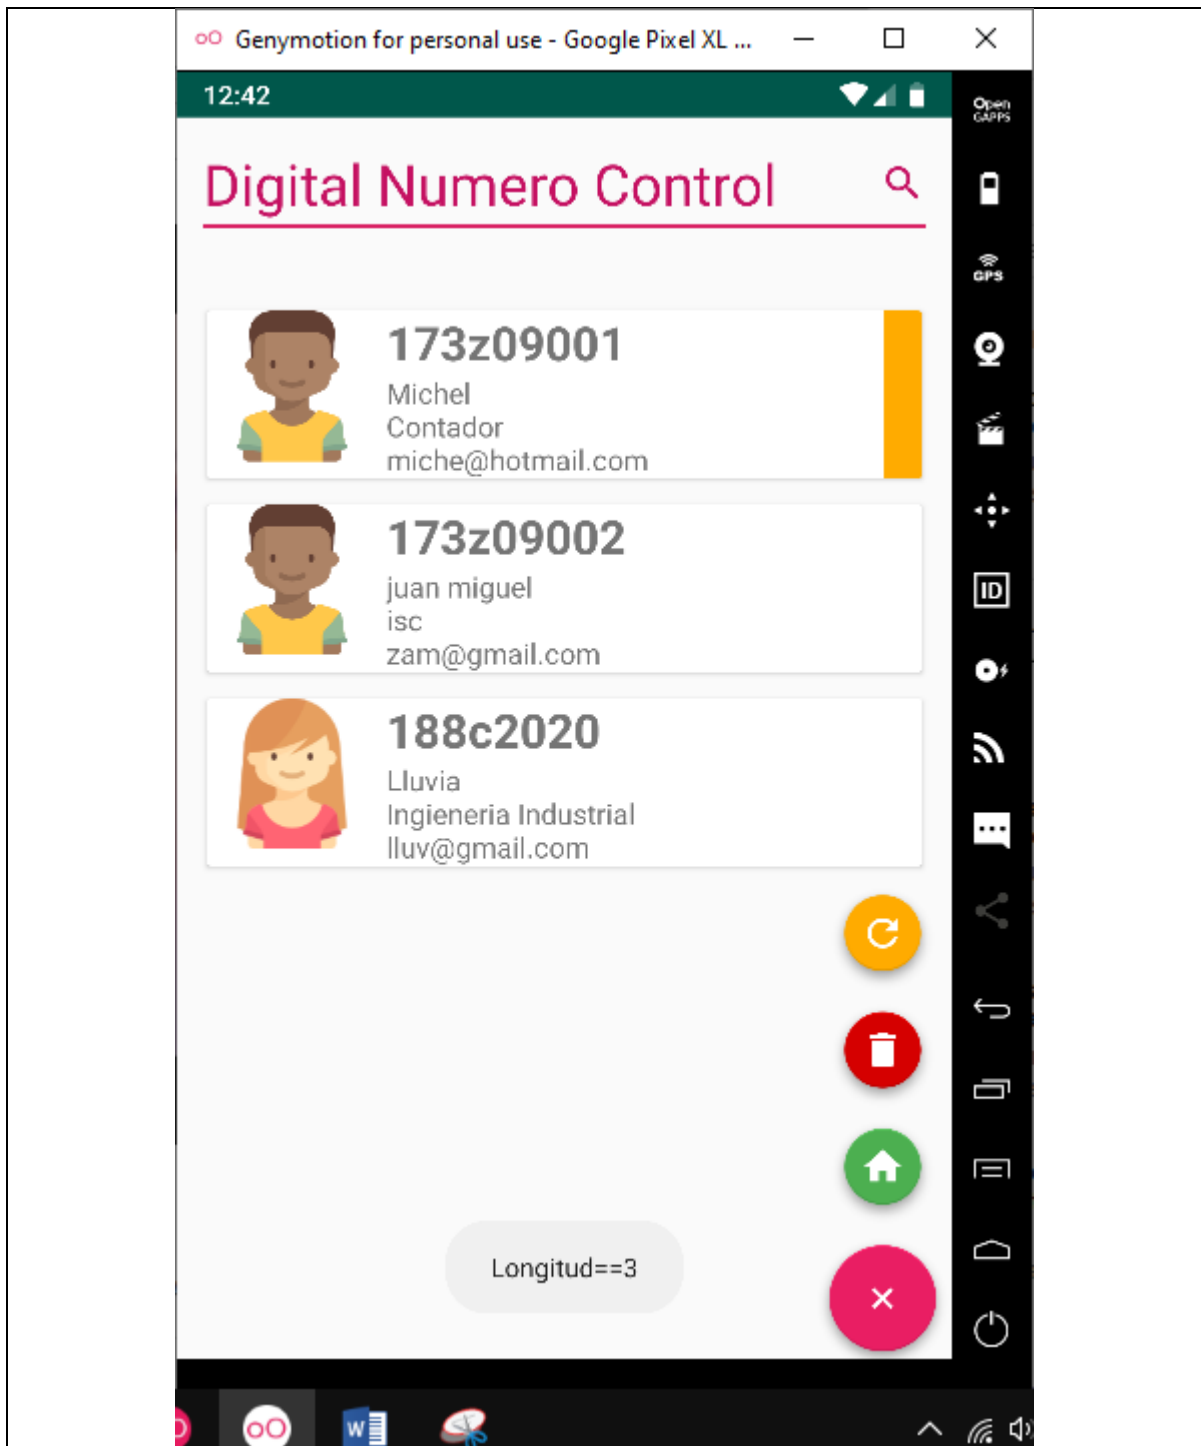 Genymotion for personal use - Google Pixel XL ...
12:42
Open
GAPPS
Digital Numero Control
GPS
173z09001
Michel
Contador
miche@hotmail.com
173z09002
juan miguel
isc
zam@gmail.com
ID
188c2020
Lluvia
Ingieneria Industrial
lluv@gmail.com
Longitud==3
W